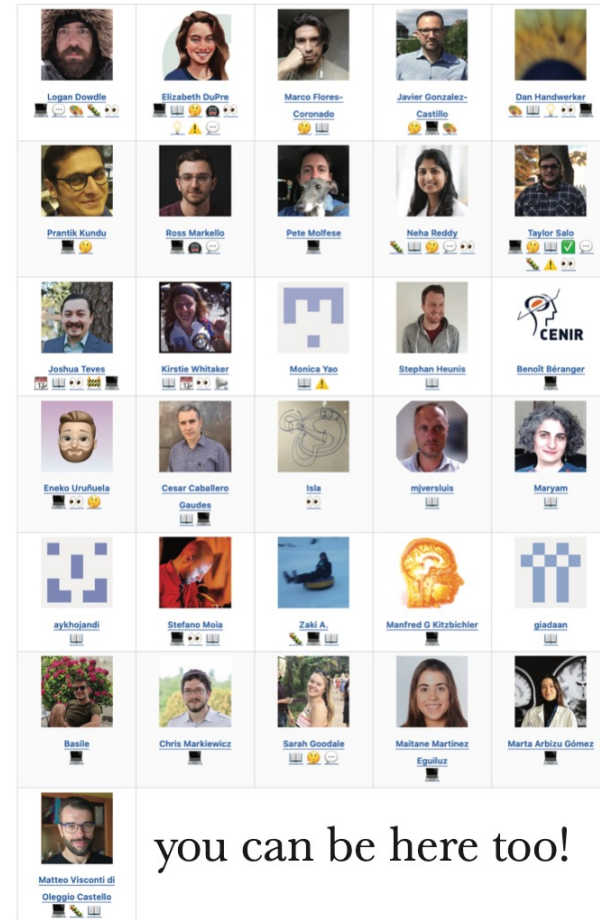 Logan Dowdle
Elizabeth DuPre
Marco Flores-
Coronado
Javier Gonzalez-
Castillo
Dan Handwerker
Prantik Kundu
Ross Markello
Pete Molfese
Neha Reddy
Taylor Salo
Joshua Teves
Kirstie Whitaker
Monica Yao
Stephan Heunis
CENIR
Benoît Béranger
Eneko Uruñuela
Cesar Caballero
Gaudes
Isla
mjversluis
Maryam
aykhojandi
Stefano Moia
Zaki A.
Manfred G Kitzbichler
giadaan
Basile
Chris Markiewicz
Sarah Goodale
Maitane Martinez
Eguiluz
Marta Arbizu Gómez
Matteo Visconti di
Oleggio Castello
you can be here too!